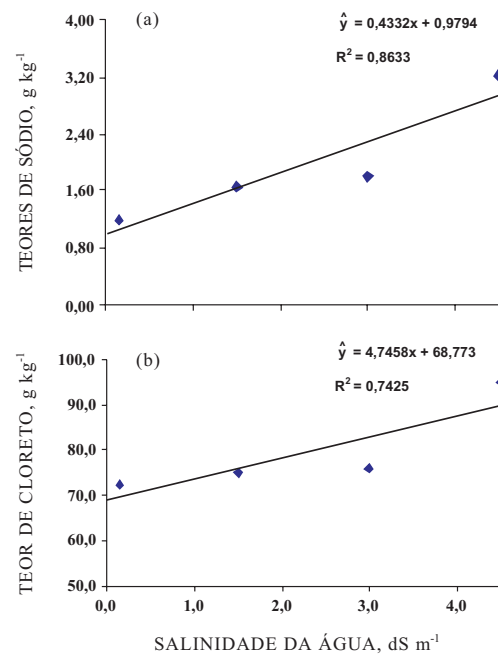 (a)
ŷ = 0,4332x + 0,9794
R² = 0,8633
TEORES DE SÓDIO, g kg⁻¹
4,00
3,20
2,40
1,60
0,80
0,00
(b)
ŷ = 4,7458x + 68,773
R² = 0,7425
TEOR DE CLORETO, g kg⁻¹
100,0
90,0
80,0
70,0
60,0
50,0
0,0 1,0 2,0 3,0 4,0
SALINIDADE DA ÁGUA, dS m⁻¹